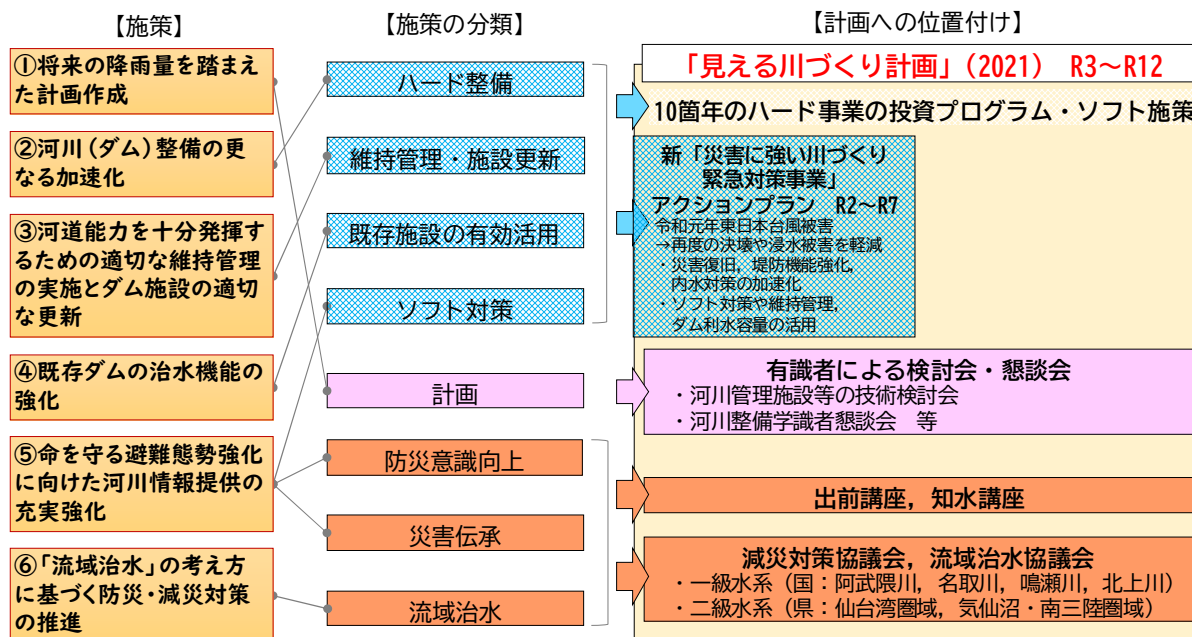 【施策】
①将来の降雨量を踏まえ
た計画作成
②河川(ダム)整備の更
なる加速化
③河道能力を十分発揮す
るための適切な維持管理
の実施とダム施設の適切
な更新
④既存ダムの治水機能の
強化
⑤命を守る避難態勢強化
に向けた河川情報提供の
充実強化
⑥「流域治水」の考え方
に基づく防災・減災対策
の推進
【施策の分類】
ハード整備
維持管理・施設更新
既存施設の有効活用
ソフト対策
計画
防災意識向上
災害伝承
流域治水
【計画への位置付け】
「見える川づくり計画」(2021) R3~R12
10箇年のハード事業の投資プログラム・ソフト施策
新「災害に強い川づくり
緊急対策事業」
アクションプラン R2~R7
令和元年東日本台風被害
→再度の決壊や浸水被害を軽減
・災害復旧，堤防機能強化，
内水対策の加速化
・ソフト対策や維持管理，
ダム利水容量の活用
有識者による検討会・懇談会
・河川管理施設等の技術検討会
・河川整備学識者懇談会 等
出前講座，知水講座
減災対策協議会，流域治水協議会
・一級水系（国：阿武隈川，名取川，鳴瀬川，北上川）
・二級水系（県：仙台湾圏域，気仙沼・南三陸圏域）